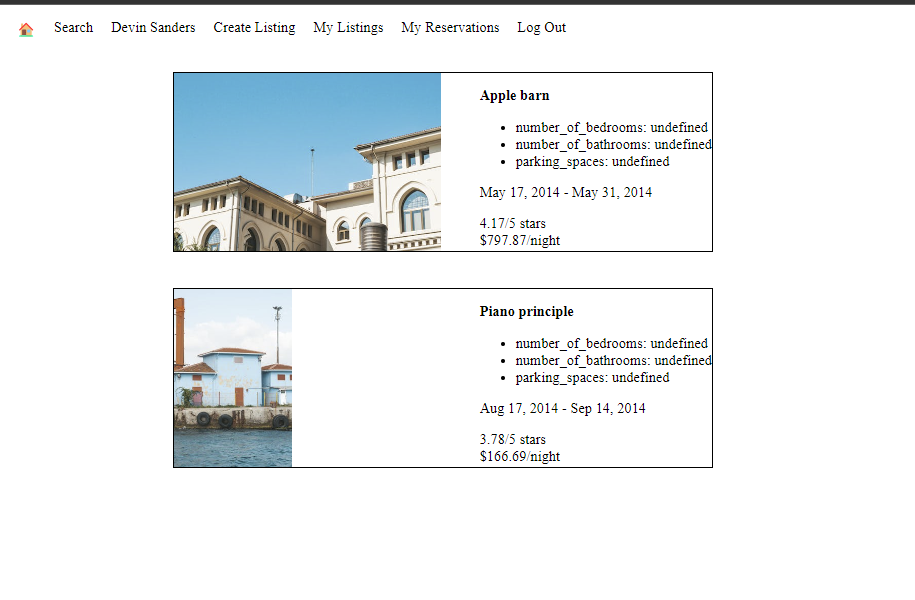 Search Devin Sanders Create Listing My Listings My Reservations Log Out
Apple barn
number_of_bedrooms: undefined
number_of_bathrooms: undefined
parking_spaces: undefined
May 17, 2014 - May 31, 2014
4.17/5 stars
$797.87/night
Piano principle
number_of_bedrooms: undefined
number_of_bathrooms: undefined
parking_spaces: undefined
Aug 17, 2014 - Sep 14, 2014
3.78/5 stars
$166.69/night